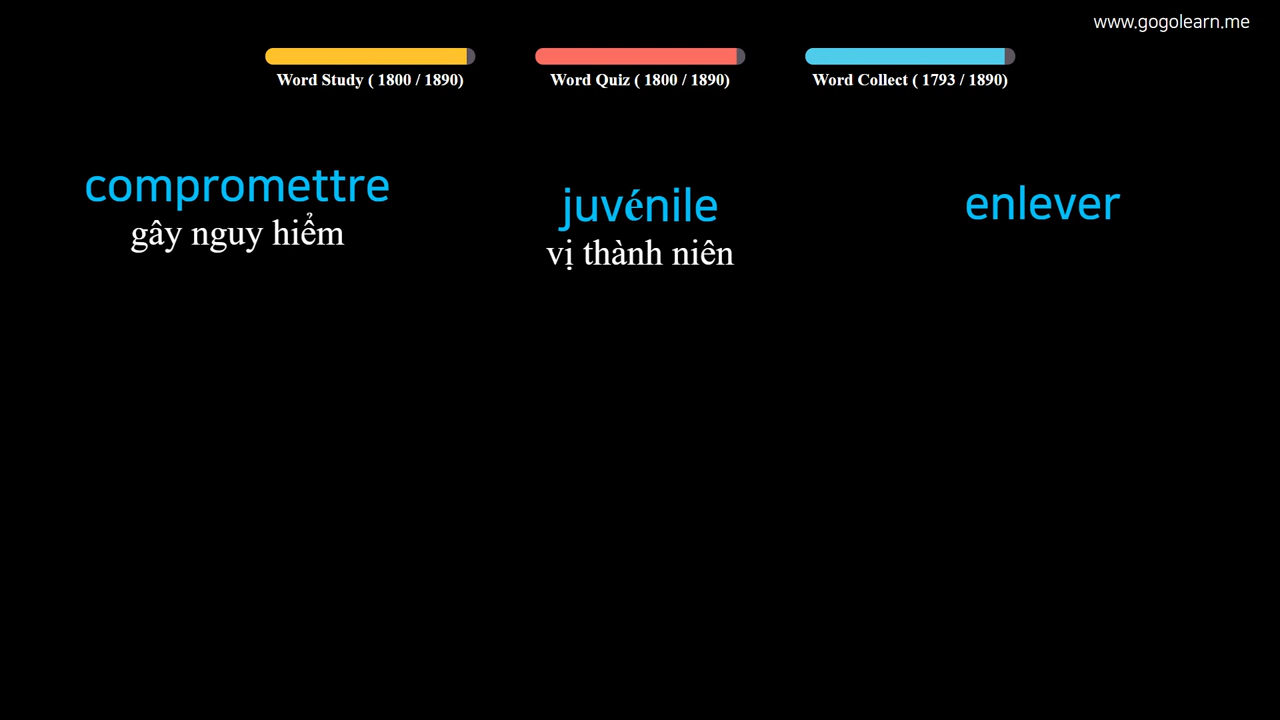 www.gogolearn.me
Word Study ( 1800 / 1890)
Word Quiz ( 1800 / 1890)
Word Collect ( 1793 / 1890)
compromettre
gây nguy hiểm
juvénile
vị thành niên
enlever